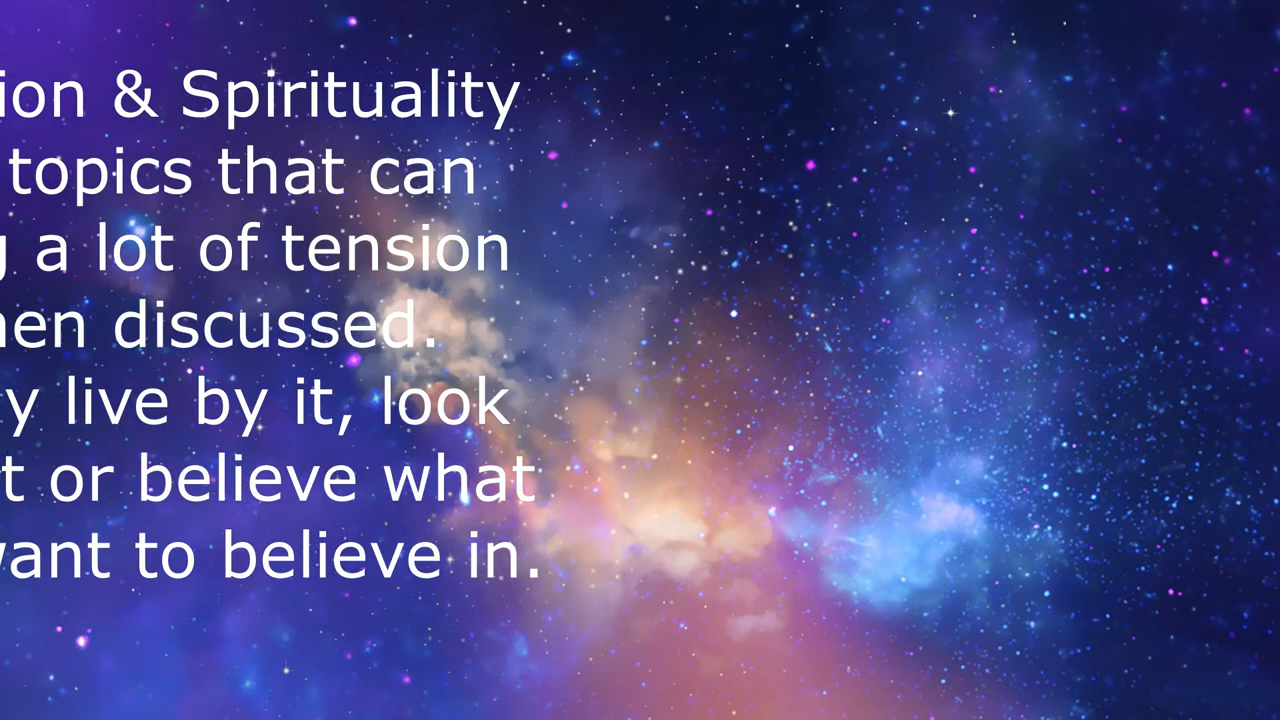 ion & Spirituality
topics that can
g a lot of tension
en discussed.
y live by it, look
t or believe what
want to believe in.